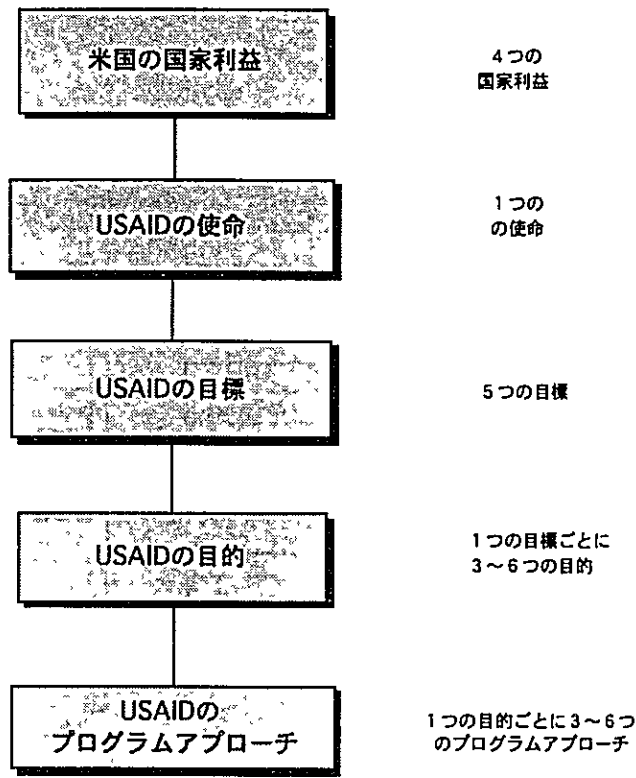 米国の国家利益
4つの
国家利益
USAIDの使命
1つの
の使命
USAIDの目標
5つの目標
USAIDの目的
1つの目標ごとに
3～6つの目的
USAIDの
プログラムアプローチ
1つの目的ごとに3～6つ
のプログラムアプローチ